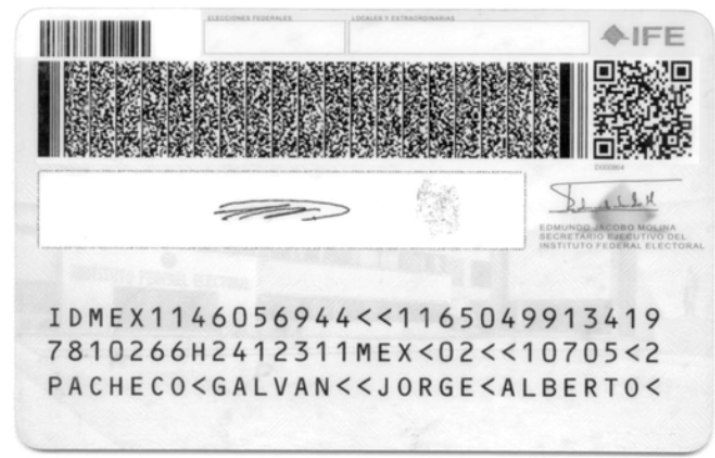 ELECCIONES FEDERALES
LOCALES Y EXTRAORDINARIAS
IFE
EDMUNDO JACOBO MOLINA
SECRETARIO EJECUTIVO DEL
INSTITUTO FEDERAL ELECTORAL
INSTITUTO FEDERAL ELECTORAL
IDMEX1146056944<<1165049913419
7810266H2412311MEX<02<<10705<2
PACHECO<GALVAN<<JORGE<ALBERTO<